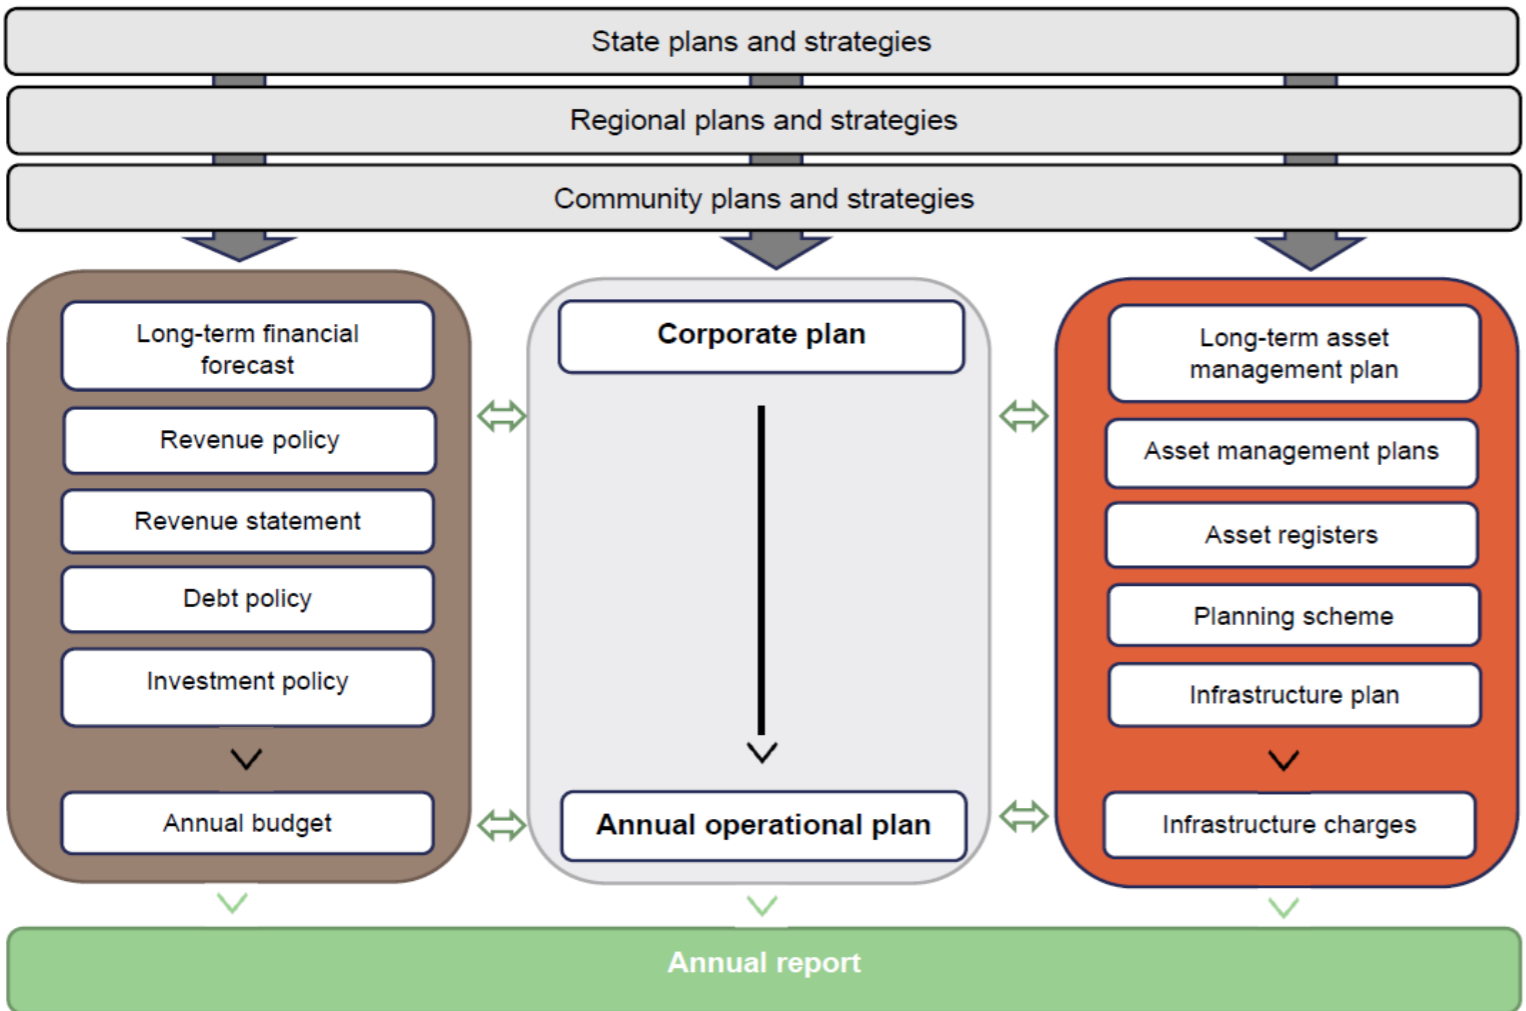 State plans and strategies
Regional plans and strategies
Community plans and strategies
Long-term financial
forecast
Revenue policy
Revenue statement
Debt policy
Investment policy
Annual budget
Corporate plan
Annual operational plan
Long-term asset
management plan
Asset management plans
Asset registers
Planning scheme
Infrastructure plan
Infrastructure charges
Annual report